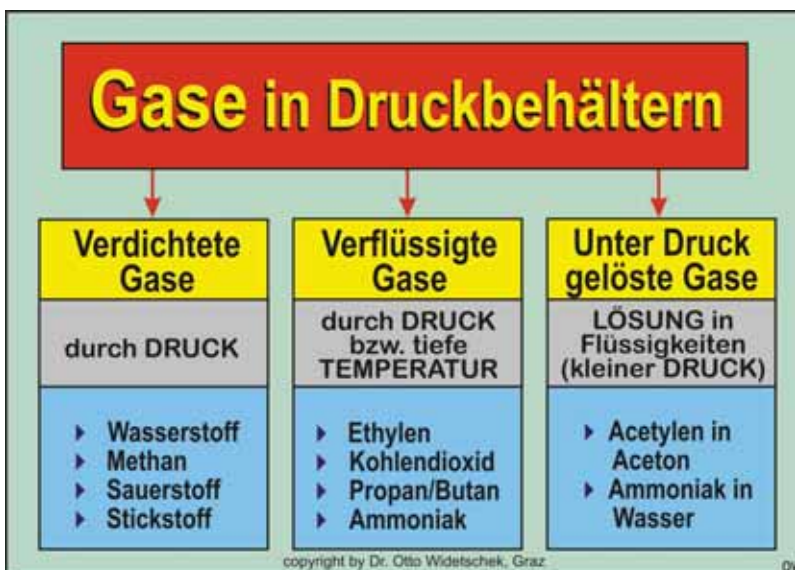 Gase in Druckbehältern
Verdichtete
Gase
durch DRUCK
Wasserstoff
Methan
Sauerstoff
Stickstoff
Verflüssigte
Gase
durch DRUCK
bzw. tiefe
TEMPERATUR
Ethylen
Kohlendioxid
Propan/Butan
Ammoniak
Unter Druck
gelöste Gase
LÖSUNG in
Flüssigkeiten
(kleiner DRUCK)
Acetylen in
Aceton
Ammoniak in
Wasser
copyright by Dr. Otto Widetschek, Graz